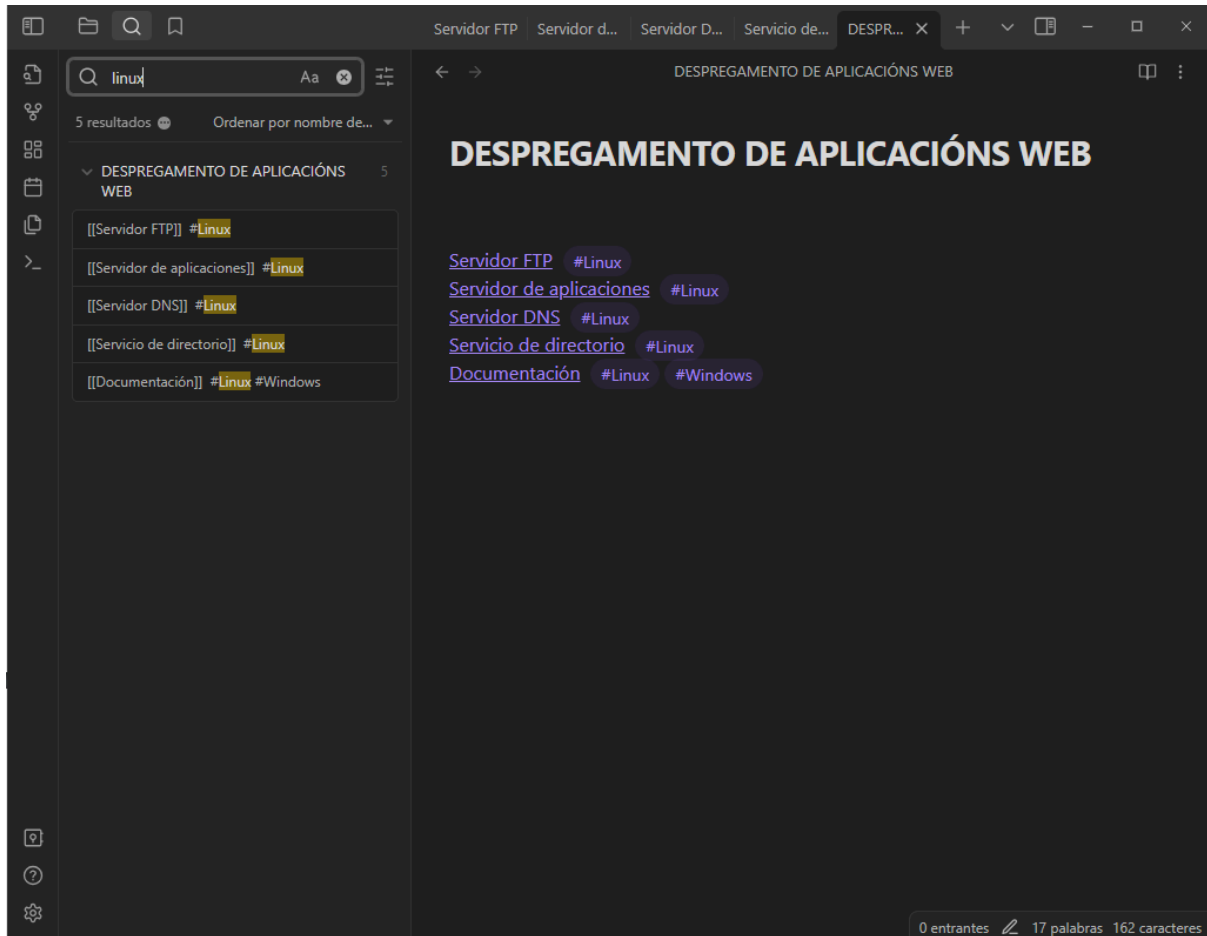 Servidor FTP
Servidor d...
Servidor D...
Servicio de...
DESPR...
linux
Aa
5 resultados
Ordenar por nombre de...
DESPREGAMENTO DE APLICACIÓNS
WEB
5
[[Servidor FTP]] #Linux
[[Servidor de aplicaciones]] #Linux
[[Servidor DNS]] #Linux
[[Servicio de directorio]] #Linux
[[Documentación]] #Linux #Windows
DESPREGAMENTO DE APLICACIÓNS WEB
DESPREGAMENTO DE APLICACIÓNS WEB
Servidor FTP #Linux
Servidor de aplicaciones #Linux
Servidor DNS #Linux
Servicio de directorio #Linux
Documentación #Linux #Windows
0 entrantes 17 palabras 162 caracteres